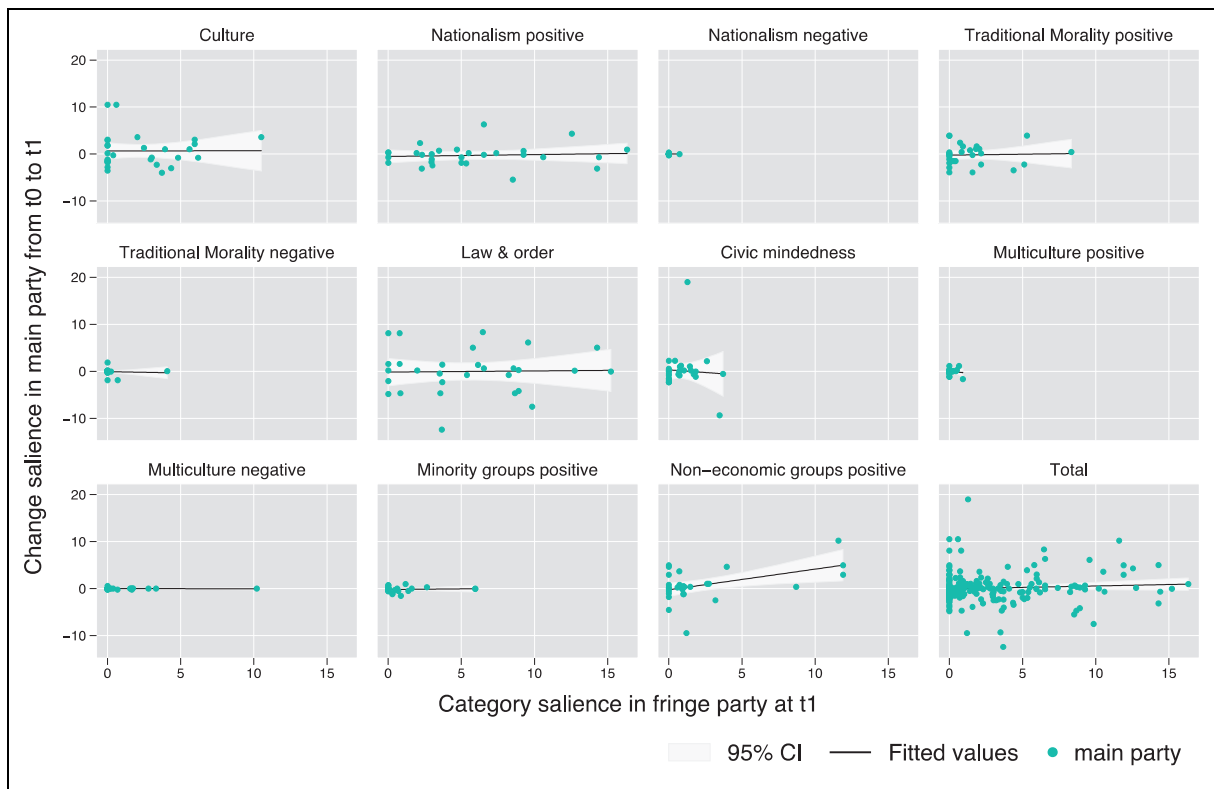 Culture
Nationalism positive
Nationalism negative
Traditional Morality positive
20
10
0
−10
Traditional Morality negative
Law & order
Civic mindedness
Multiculture positive
20
10
0
−10
Multiculture negative
Minority groups positive
Non−economic groups positive
Total
20
10
0
−10
0 5 10 15
0 5 10 15
0 5 10 15
0 5 10 15
Change salience in main party from t0 to t1
Category salience in fringe party at t1
95% CI
Fitted values
main party